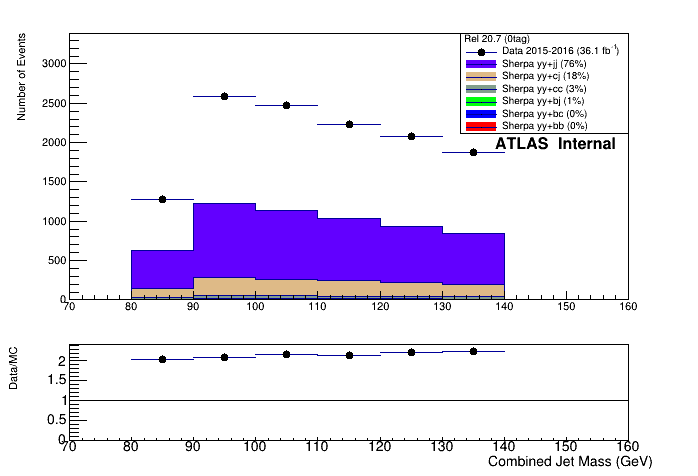 Number of Events
3000
2500
2000
1500
1000
500
0
70 80 90 100 110 120 130 140 150 160
Rel 20.7 (0tag)
Data 2015-2016 (36.1 fb⁻¹)
Sherpa yy+jj (76%)
Sherpa yy+cj (18%)
Sherpa yy+cc (3%)
Sherpa yy+bj (1%)
Sherpa yy+bc (0%)
Sherpa yy+bb (0%)
ATLAS Internal
Data/MC
2
1.5
1
0.5
0
70 80 90 100 110 120 130 140 150 160
Combined Jet Mass (GeV)